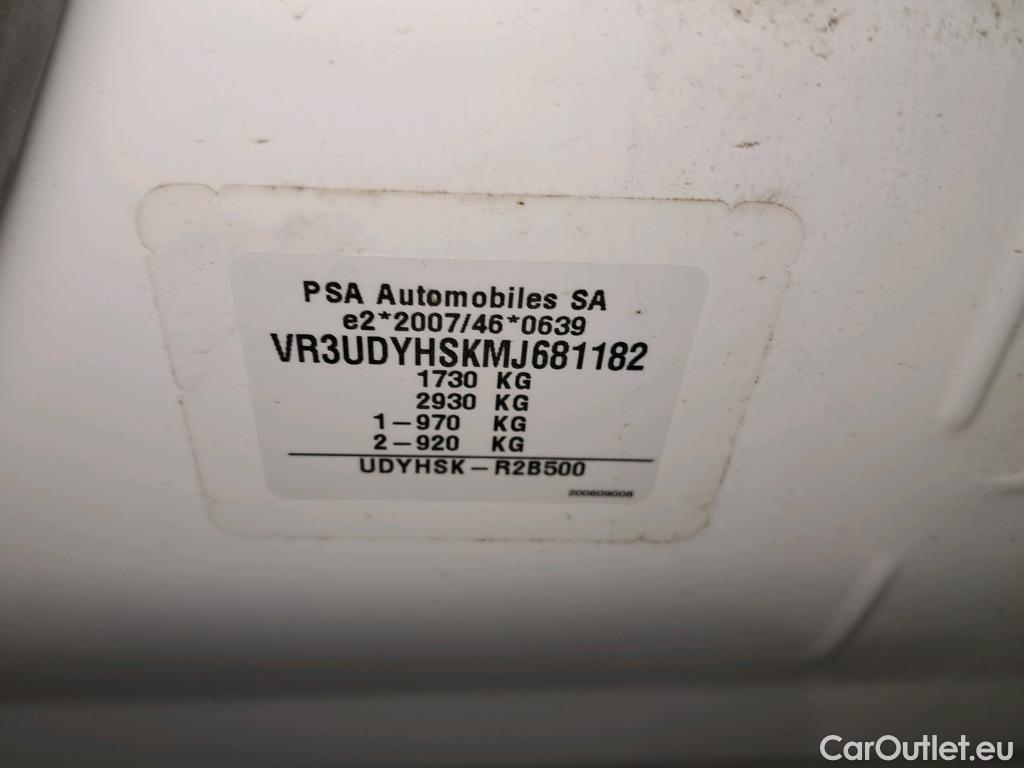 PSA Automobiles SA
e2*2007/46*0639
VR3UDYHSKMJ681182
1730 KG
2930 KG
1-970 KG
2-920 KG
UDYHSK-R2B500
200609008
CarOutlet.eu